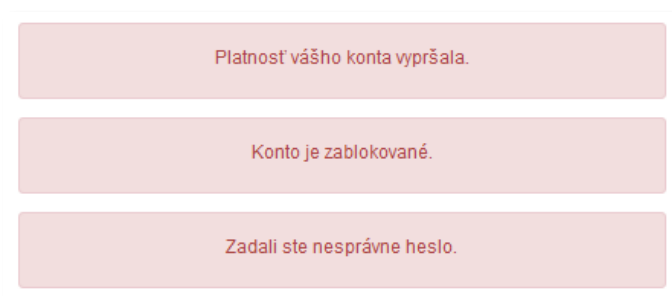 Platnosť vášho konta vypršala.
Konto je zablokované.
Zadali ste nesprávne heslo.